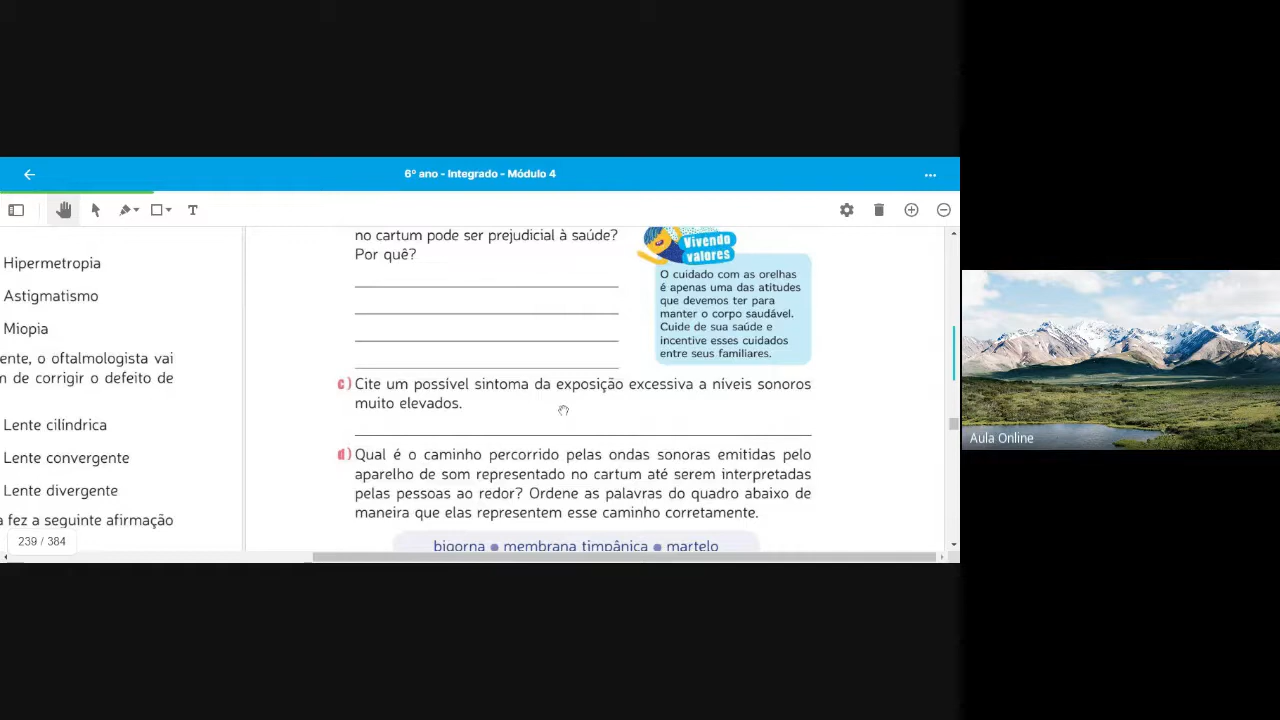 6º ano - Integrado - Módulo 4
T
Hipermetropia
Astigmatismo
Miopia
ente, o oftalmologista vai
m de corrigir o defeito de
Lente cilíndrica
Lente convergente
Lente divergente
a fez a seguinte afirmação
239 / 384
no cartum pode ser prejudicial à saúde?
Por quê?
Vivendo
valores
O cuidado com as orelhas
é apenas uma das atitudes
que devemos ter para
manter o corpo saudável.
Cuide de sua saúde e
incentive esses cuidados
entre seus familiares.
c) Cite um possível sintoma da exposição excessiva a níveis sonoros
muito elevados.
d) Qual é o caminho percorrido pelas ondas sonoras emitidas pelo
aparelho de som representado no cartum até serem interpretadas
pelas pessoas ao redor? Ordene as palavras do quadro abaixo de
maneira que elas representem esse caminho corretamente.
bigorna ● membrana timpânica ● martelo
Aula Online